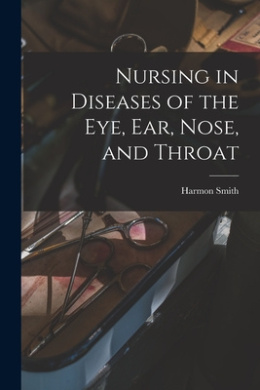 Nursing in
Diseases of the
Eye, Ear, Nose,
and Throat
Harmon Smith